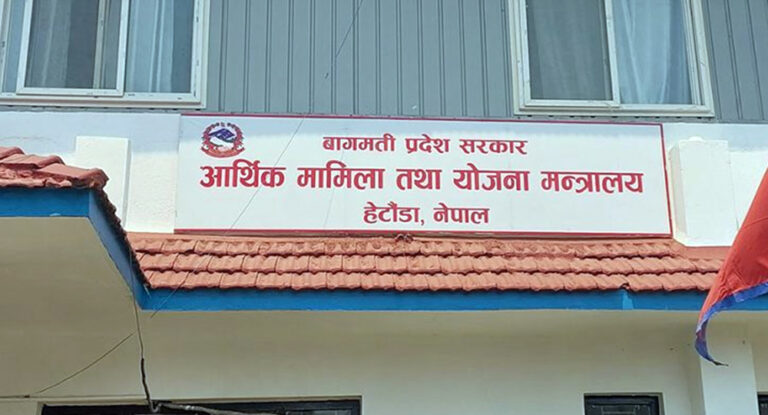 बागमती प्रदेश सरकार
आर्थिक मामिला तथा योजना मन्त्रालय
हेटौंडा, नेपाल